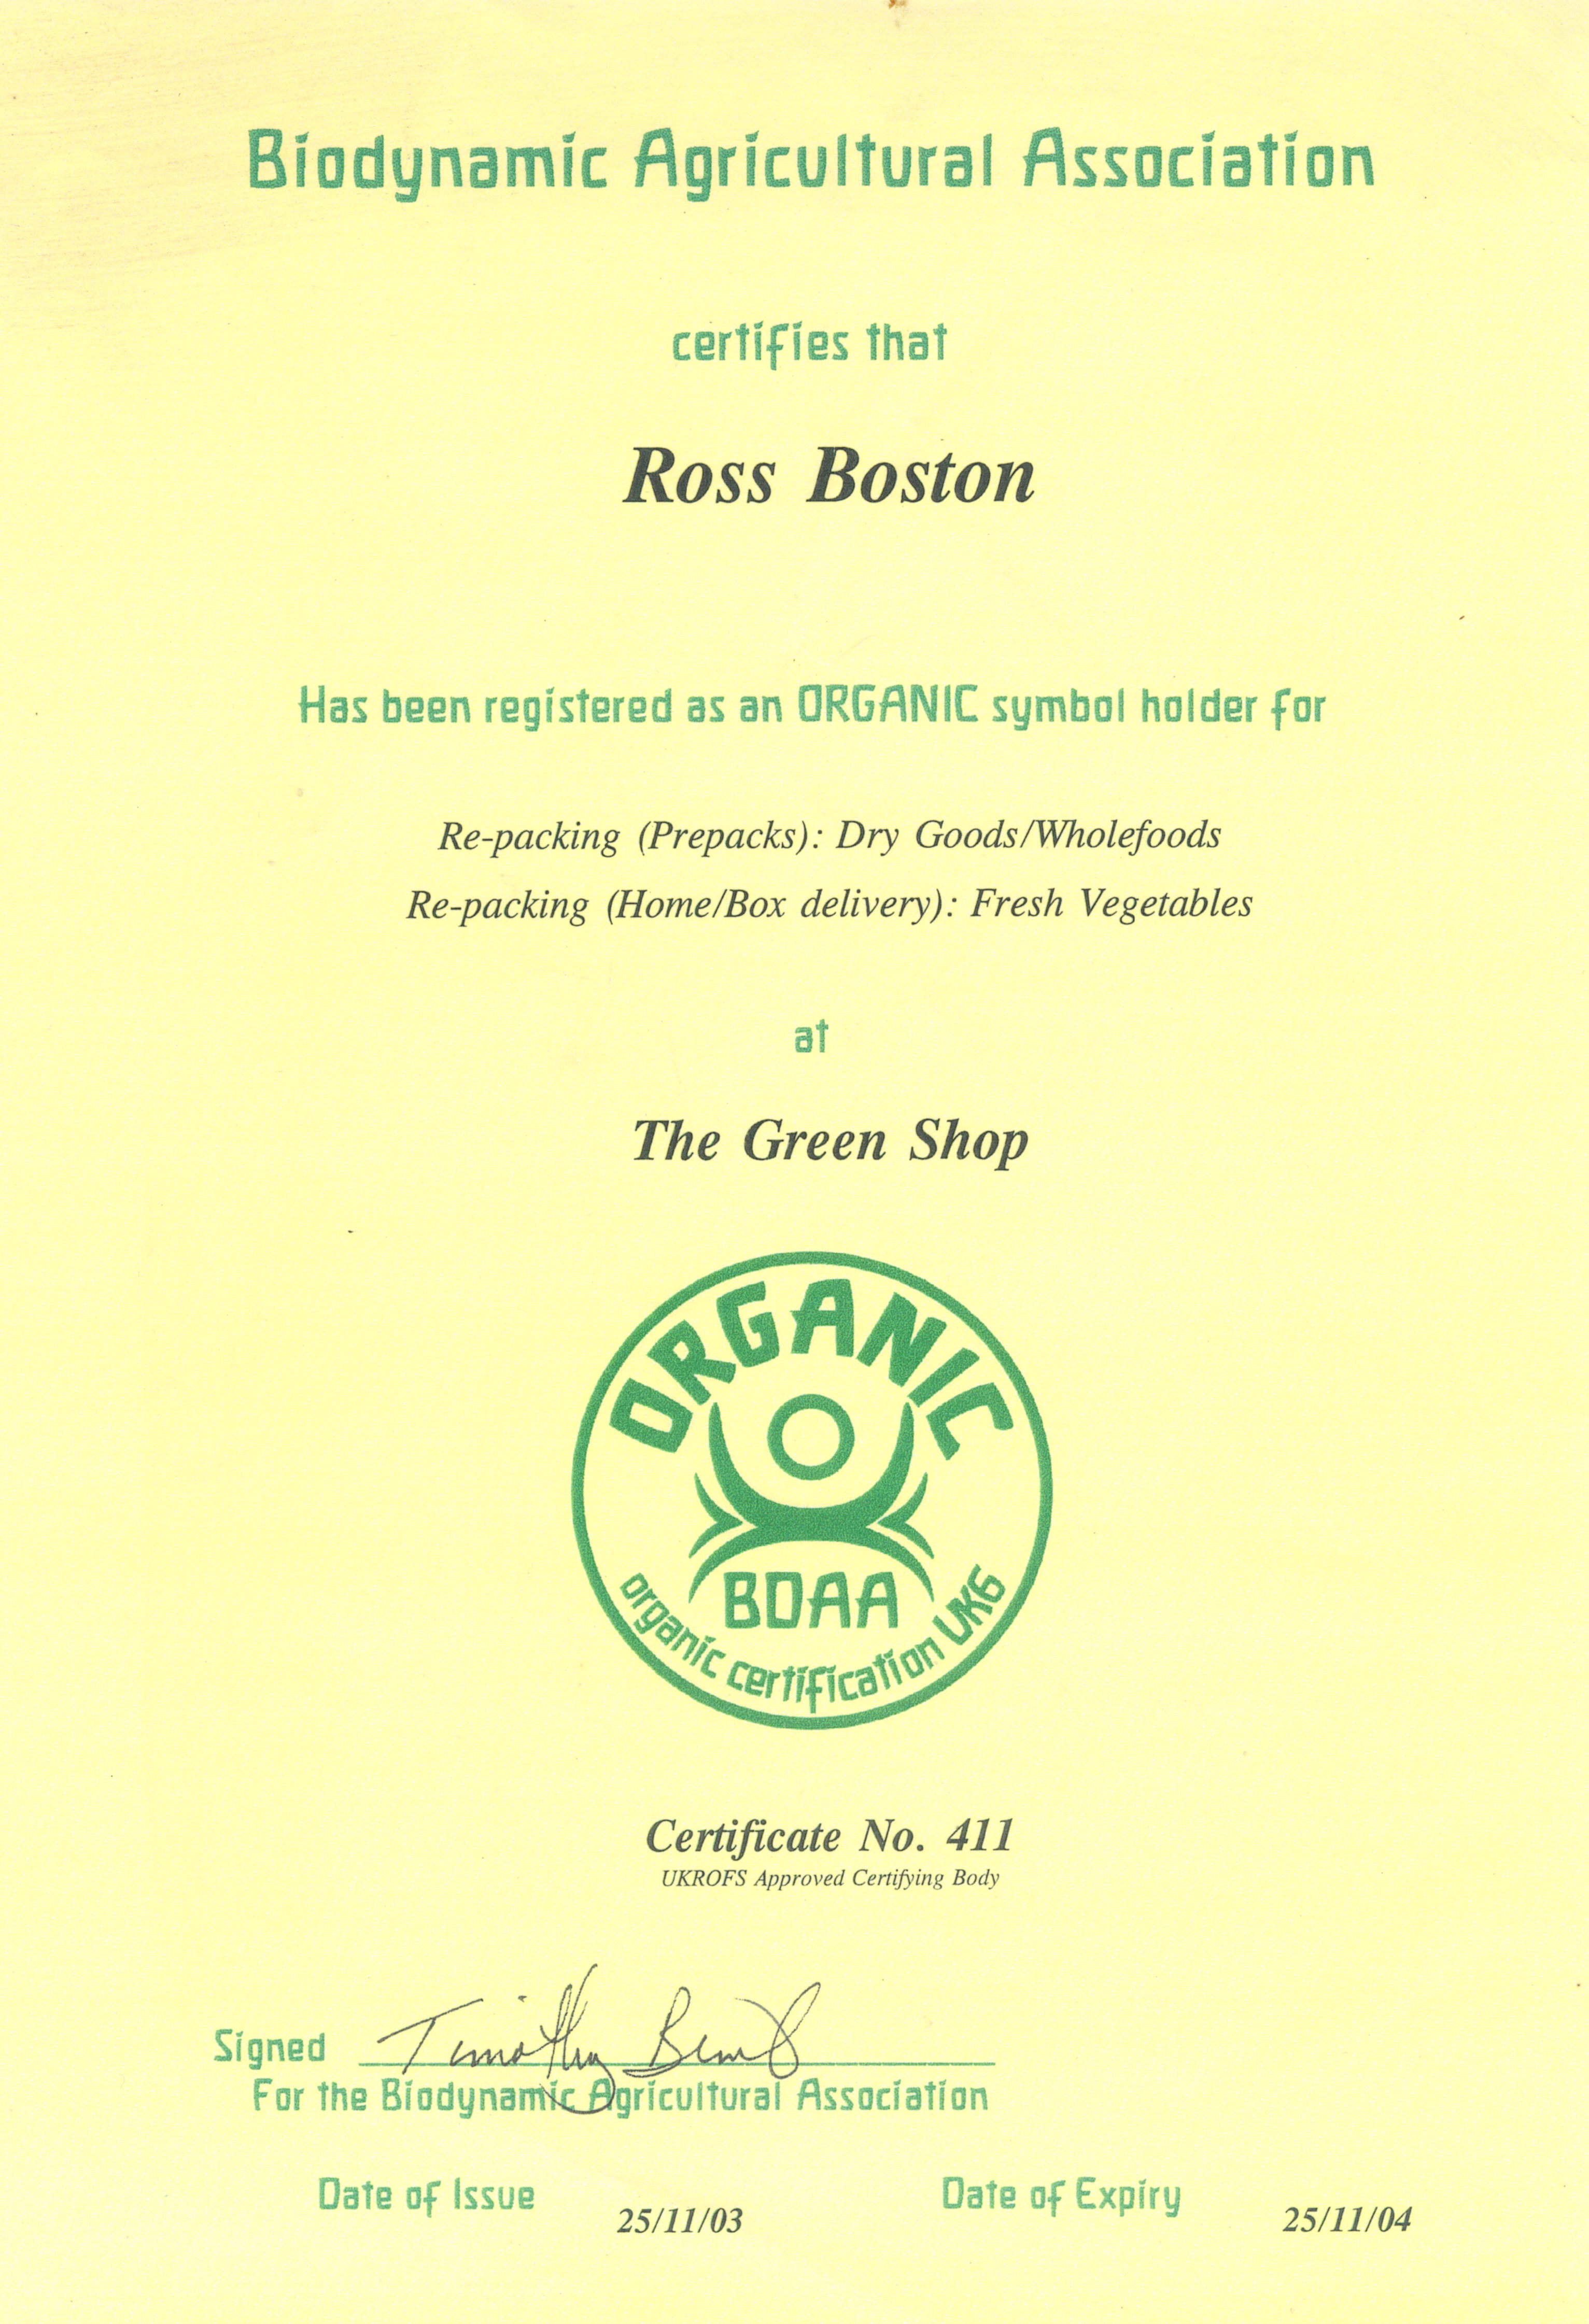 Biodynamic Agricultural Association
certifies that
Ross Boston
Has been registered as an ORGANIC symbol holder for
Re-packing (Prepacks): Dry Goods/Wholefoods
Re-packing (Home/Box delivery): Fresh Vegetables
at
The Green Shop
ORGANIC
BDAA
organic certification UK6
Certificate No. 411
UKROFS Approved Certifying Body
Signed Timothy
For the Biodynamic Agricultural Association
Date of Issue 25/11/03 Date of Expiry 25/11/04